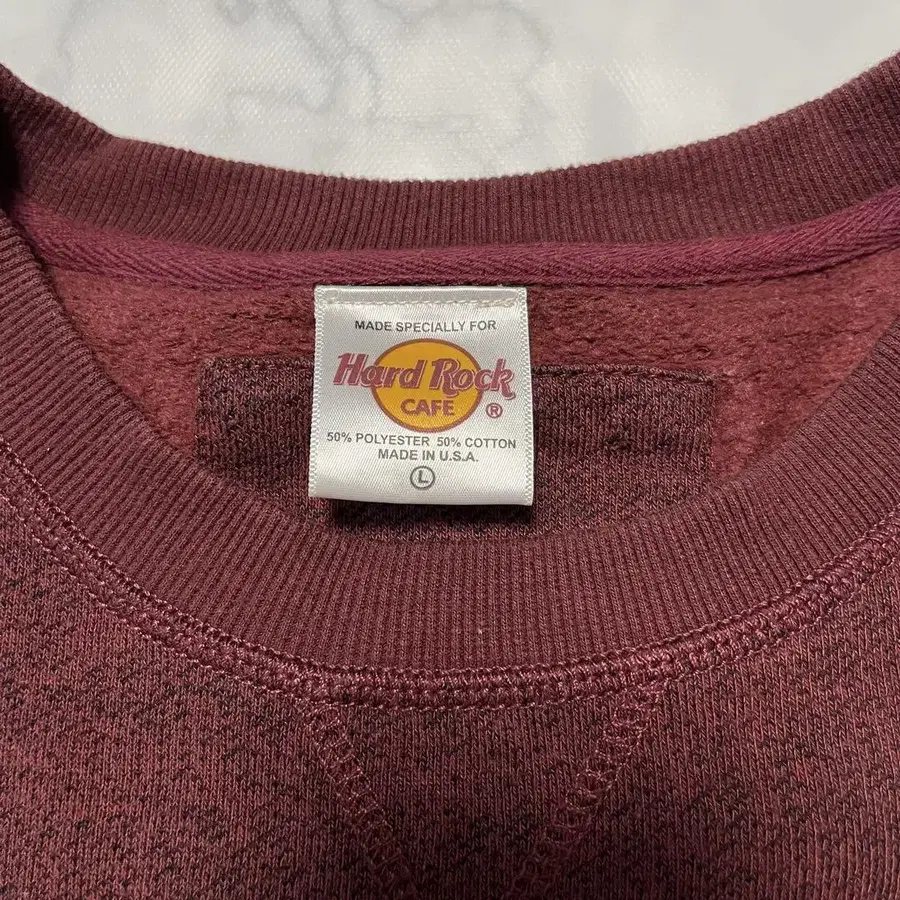 MADE SPECIALLY FOR
Hard Rock
CAFE ®
50% POLYESTER 50% COTTON
MADE IN U.S.A.
L